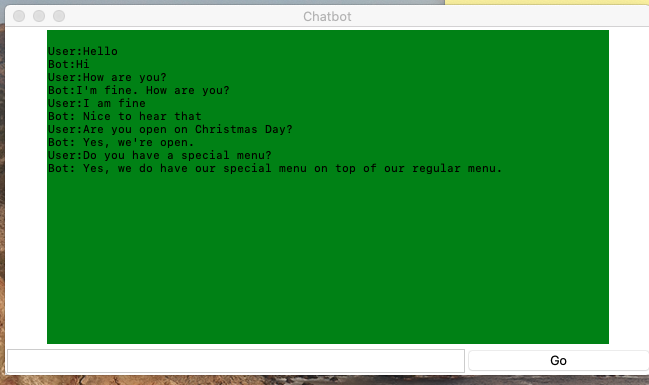 Chatbot
User:Hello
Bot:Hi
User:How are you?
Bot:I'm fine. How are you?
User:I am fine
Bot: Nice to hear that
User:Are you open on Christmas Day?
Bot: Yes, we're open.
User:Do you have a special menu?
Bot: Yes, we do have our special menu on top of our regular menu.
Go